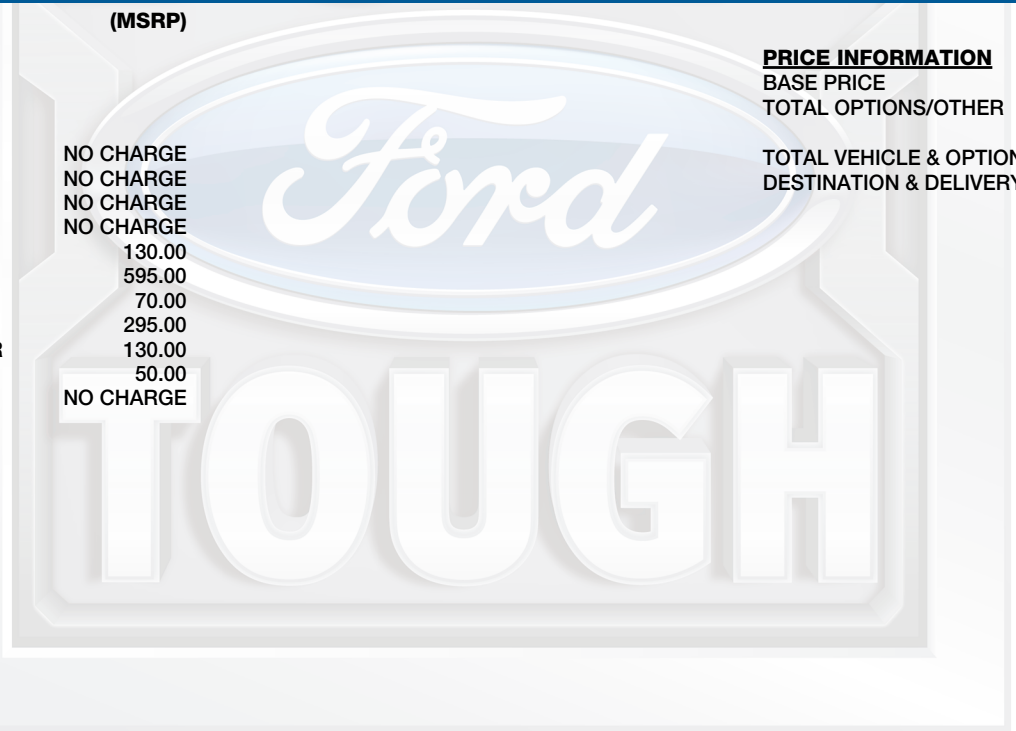 (MSRP)
NO CHARGE
NO CHARGE
NO CHARGE
NO CHARGE
130.00
595.00
70.00
295.00
R 130.00
50.00
NO CHARGE
PRICE INFORMATION
BASE PRICE
TOTAL OPTIONS/OTHER
TOTAL VEHICLE & OPTION
DESTINATION & DELIVERY
Ford
TOUGH